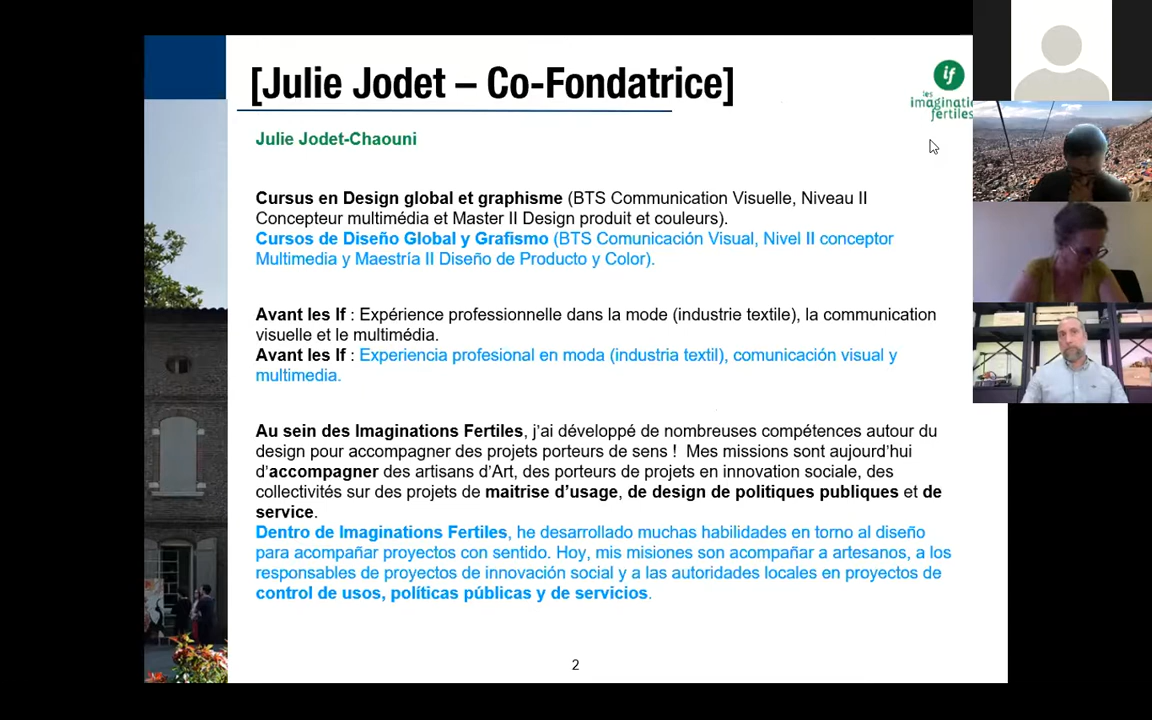 [Julie Jodet – Co-Fondatrice]
if
les
imaginati
fertiles
Julie Jodet-Chaouni
Cursus en Design global et graphisme (BTS Communication Visuelle, Niveau II
Concepteur multimédia et Master II Design produit et couleurs).
Cursos de Diseño Global y Grafismo (BTS Comunicación Visual, Nivel II conceptor
Multimedia y Maestría II Diseño de Producto y Color).
Avant les If : Expérience professionnelle dans la mode (industrie textile), la communication
visuelle et le multimédia.
Avant les If : Experiencia profesional en moda (industria textil), comunicación visual y
multimedia.
Au sein des Imaginations Fertiles, j’ai développé de nombreuses compétences autour du
design pour accompagner des projets porteurs de sens ! Mes missions sont aujourd’hui
d’accompagner des artisans d’Art, des porteurs de projets en innovation sociale, des
collectivités sur des projets de maitrise d’usage, de design de politiques publiques et de
service.
Dentro de Imaginations Fertiles, he desarrollado muchas habilidades en torno al diseño
para acompañar proyectos con sentido. Hoy, mis misiones son acompañar a artesanos, a los
responsables de proyectos de innovación social y a las autoridades locales en proyectos de
control de usos, políticas públicas y de servicios.
2